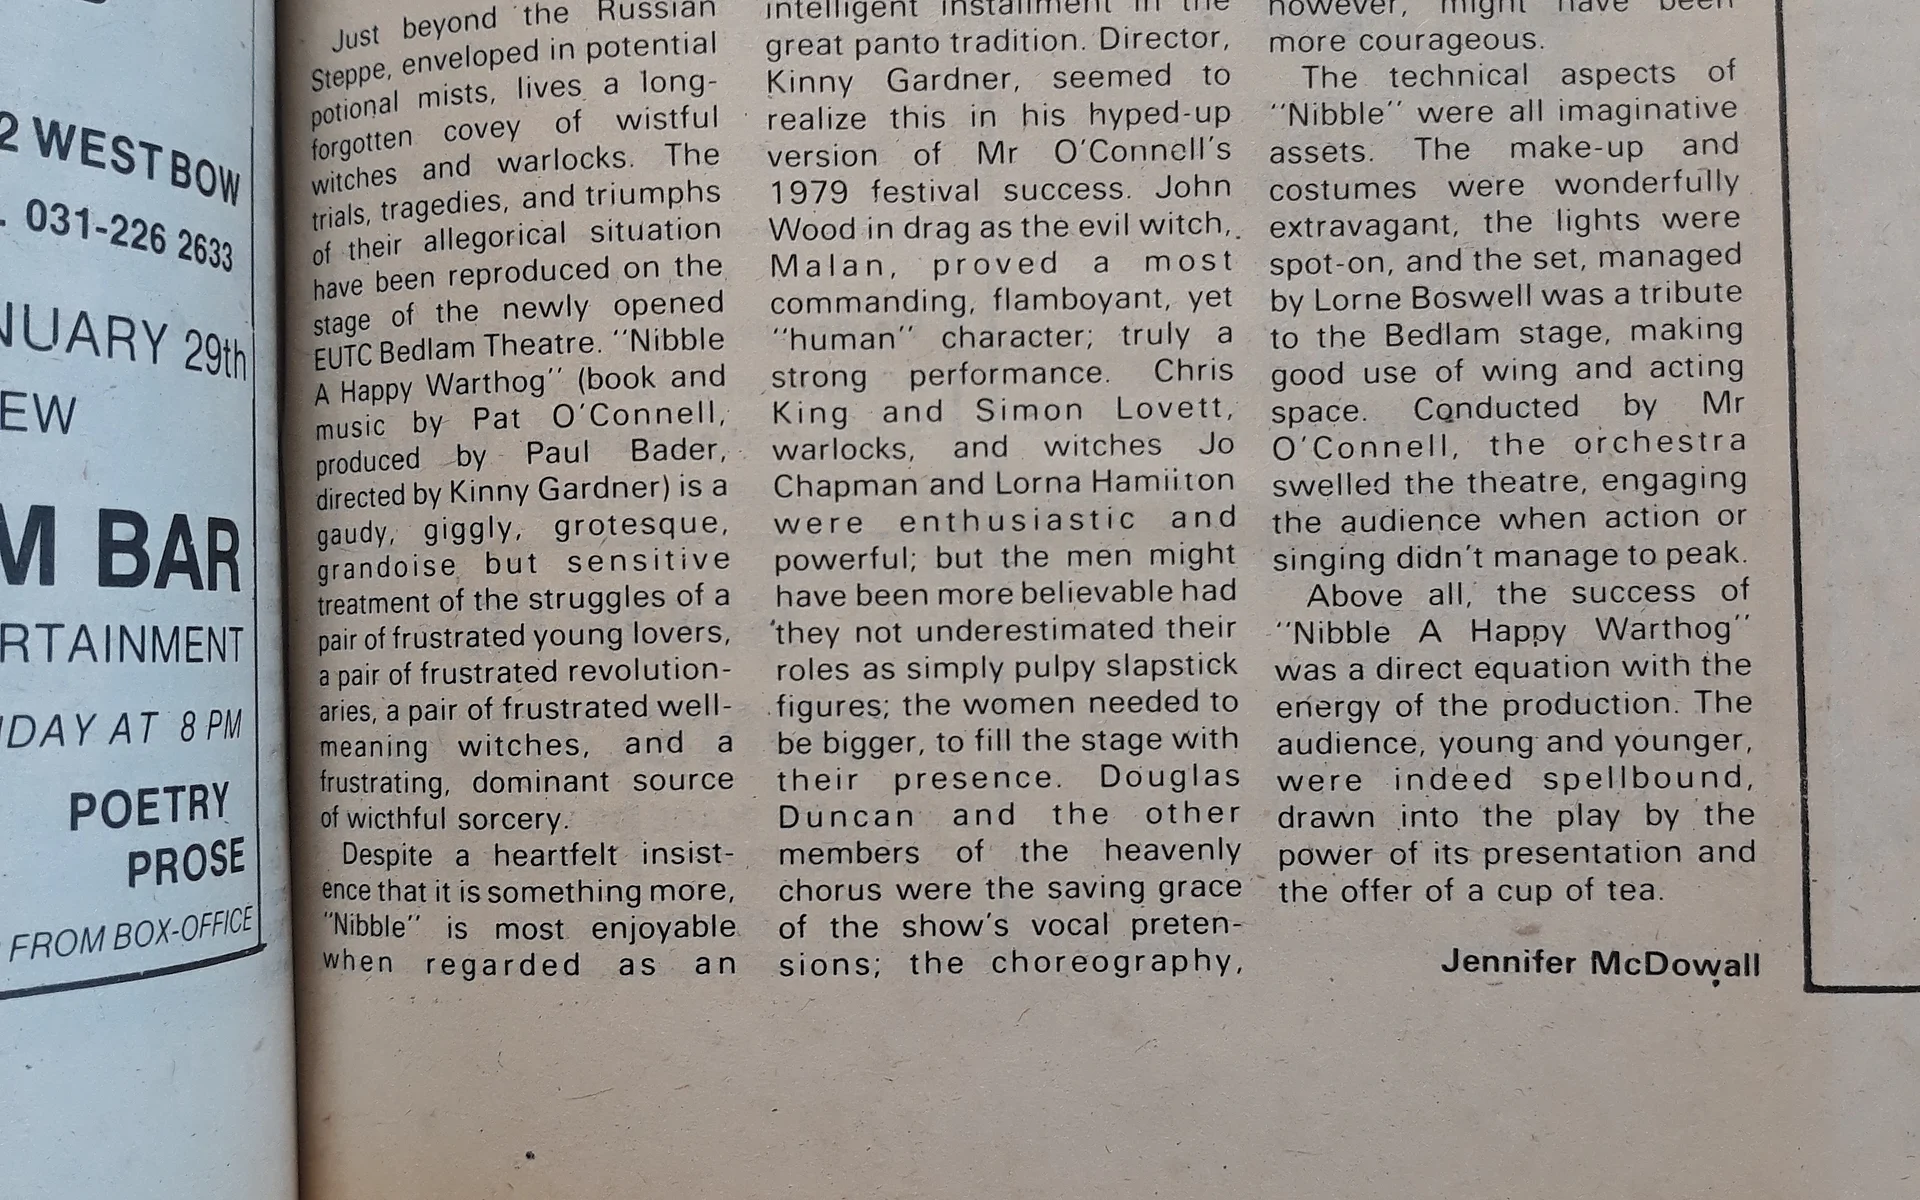 2 WEST BOW
. 031-226 2633
NUARY 29th
EW
M BAR
RTAINMENT
DAY AT 8 PM
POETRY
PROSE
FROM BOX-OFFICE
Just beyond the Russian
Steppe, enveloped in potential
potional mists, lives a long-
forgotten covey of wistful
witches and warlocks. The
trials, tragedies, and triumphs
of their allegorical situation
have been reproduced on the
stage of the newly opened
EUTC Bedlam Theatre. "Nibble
A Happy Warthog" (book and
music by Pat O'Connell,
produced by Paul Bader,
directed by Kinny Gardner) is a
gaudy, giggly, grotesque,
grandoise but sensitive
treatment of the struggles of a
pair of frustrated young lovers,
a pair of frustrated revolution-
aries, a pair of frustrated well-
meaning witches, and a
frustrating, dominant source
of wicthful sorcery.
Despite a heartfelt insist-
ence that it is something more,
"Nibble" is most enjoyable
when regarded as an
intelligent installment in the
great panto tradition. Director,
Kinny Gardner, seemed to
realize this in his hyped-up
version of Mr O'Connell's
1979 festival success. John
Wood in drag as the evil witch,
Malan, proved a most
commanding, flamboyant, yet
"human" character; truly a
strong performance. Chris
King and Simon Lovett,
warlocks, and witches Jo
Chapman and Lorna Hamiiton
were enthusiastic and
powerful; but the men might
have been more believable had
they not underestimated their
roles as simply pulpy slapstick
figures; the women needed to
be bigger, to fill the stage with
their presence. Douglas
Duncan and the other
members of the heavenly
chorus were the saving grace
of the show's vocal preten-
sions; the choreography,
however, might have been
more courageous.
The technical aspects of
"Nibble" were all imaginative
assets. The make-up and
costumes were wonderfully
extravagant, the lights were
spot-on, and the set, managed
by Lorne Boswell was a tribute
to the Bedlam stage, making
good use of wing and acting
space. Conducted by Mr
O'Connell, the orchestra
swelled the theatre, engaging
the audience when action or
singing didn't manage to peak.
Above all, the success of
"Nibble A Happy Warthog"
was a direct equation with the
energy of the production. The
audience, young and younger,
were indeed spellbound,
drawn into the play by the
power of its presentation and
the offer of a cup of tea.
Jennifer McDowall